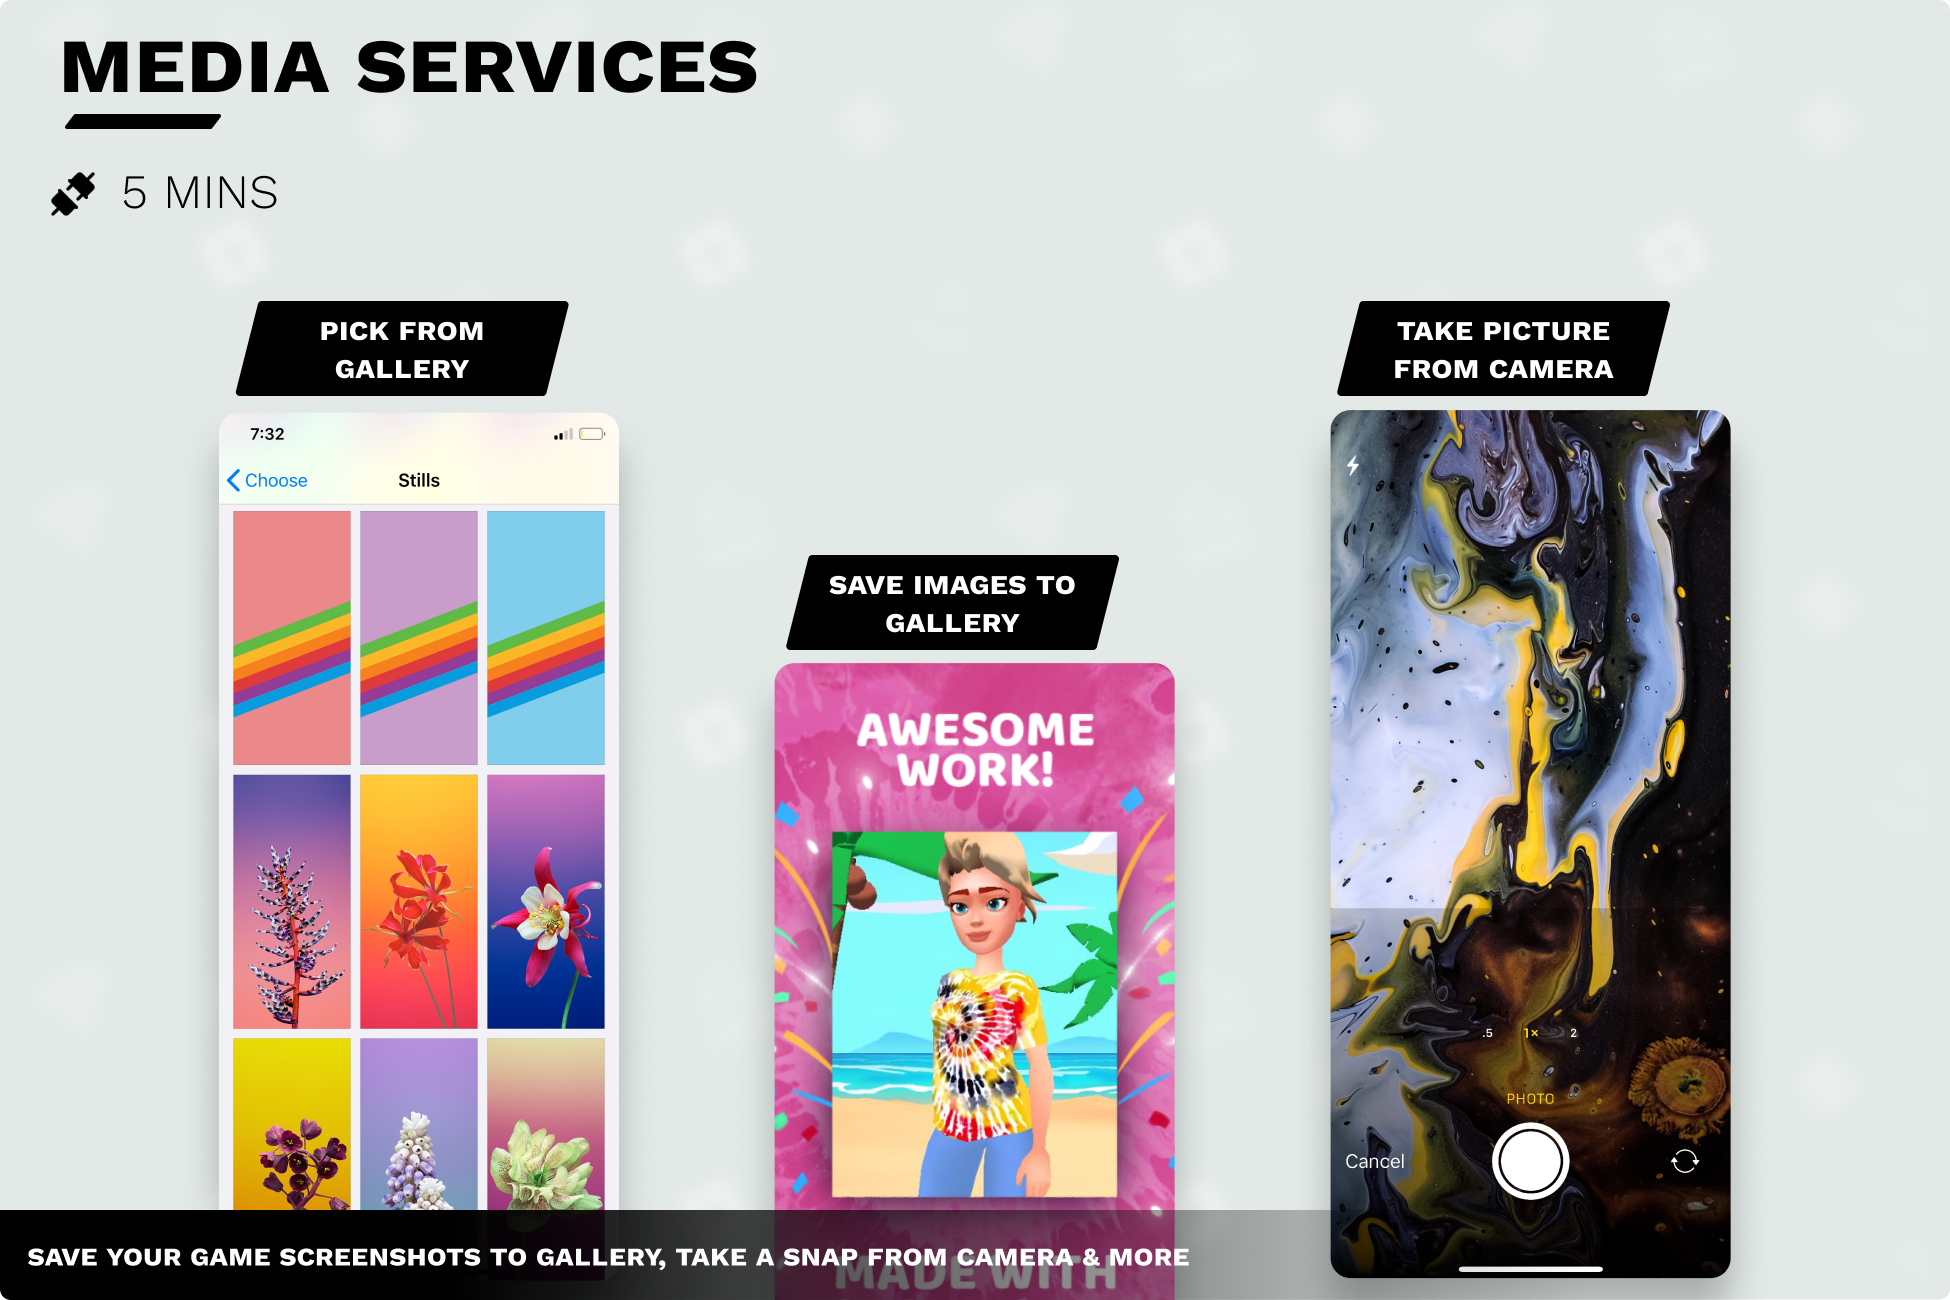 MEDIA SERVICES
5 MINS
PICK FROM
GALLERY
7:32
Choose
Stills
SAVE IMAGES TO
GALLERY
AWESOME
WORK!
MADE WITH
TAKE PICTURE
FROM CAMERA
.5 1× 2
PHOTO
Cancel
SAVE YOUR GAME SCREENSHOTS TO GALLERY, TAKE A SNAP FROM CAMERA & MORE